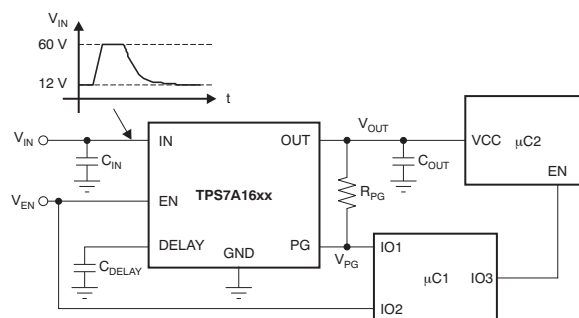 V_IN
60 V
12 V
t
V_IN
C_IN
IN
OUT
V_OUT
C_OUT
VCC
μC2
EN
V_EN
EN
TPS7A16xx
R_PG
DELAY
GND
PG
V_PG
C_DELAY
IO1
μC1
IO3
IO2